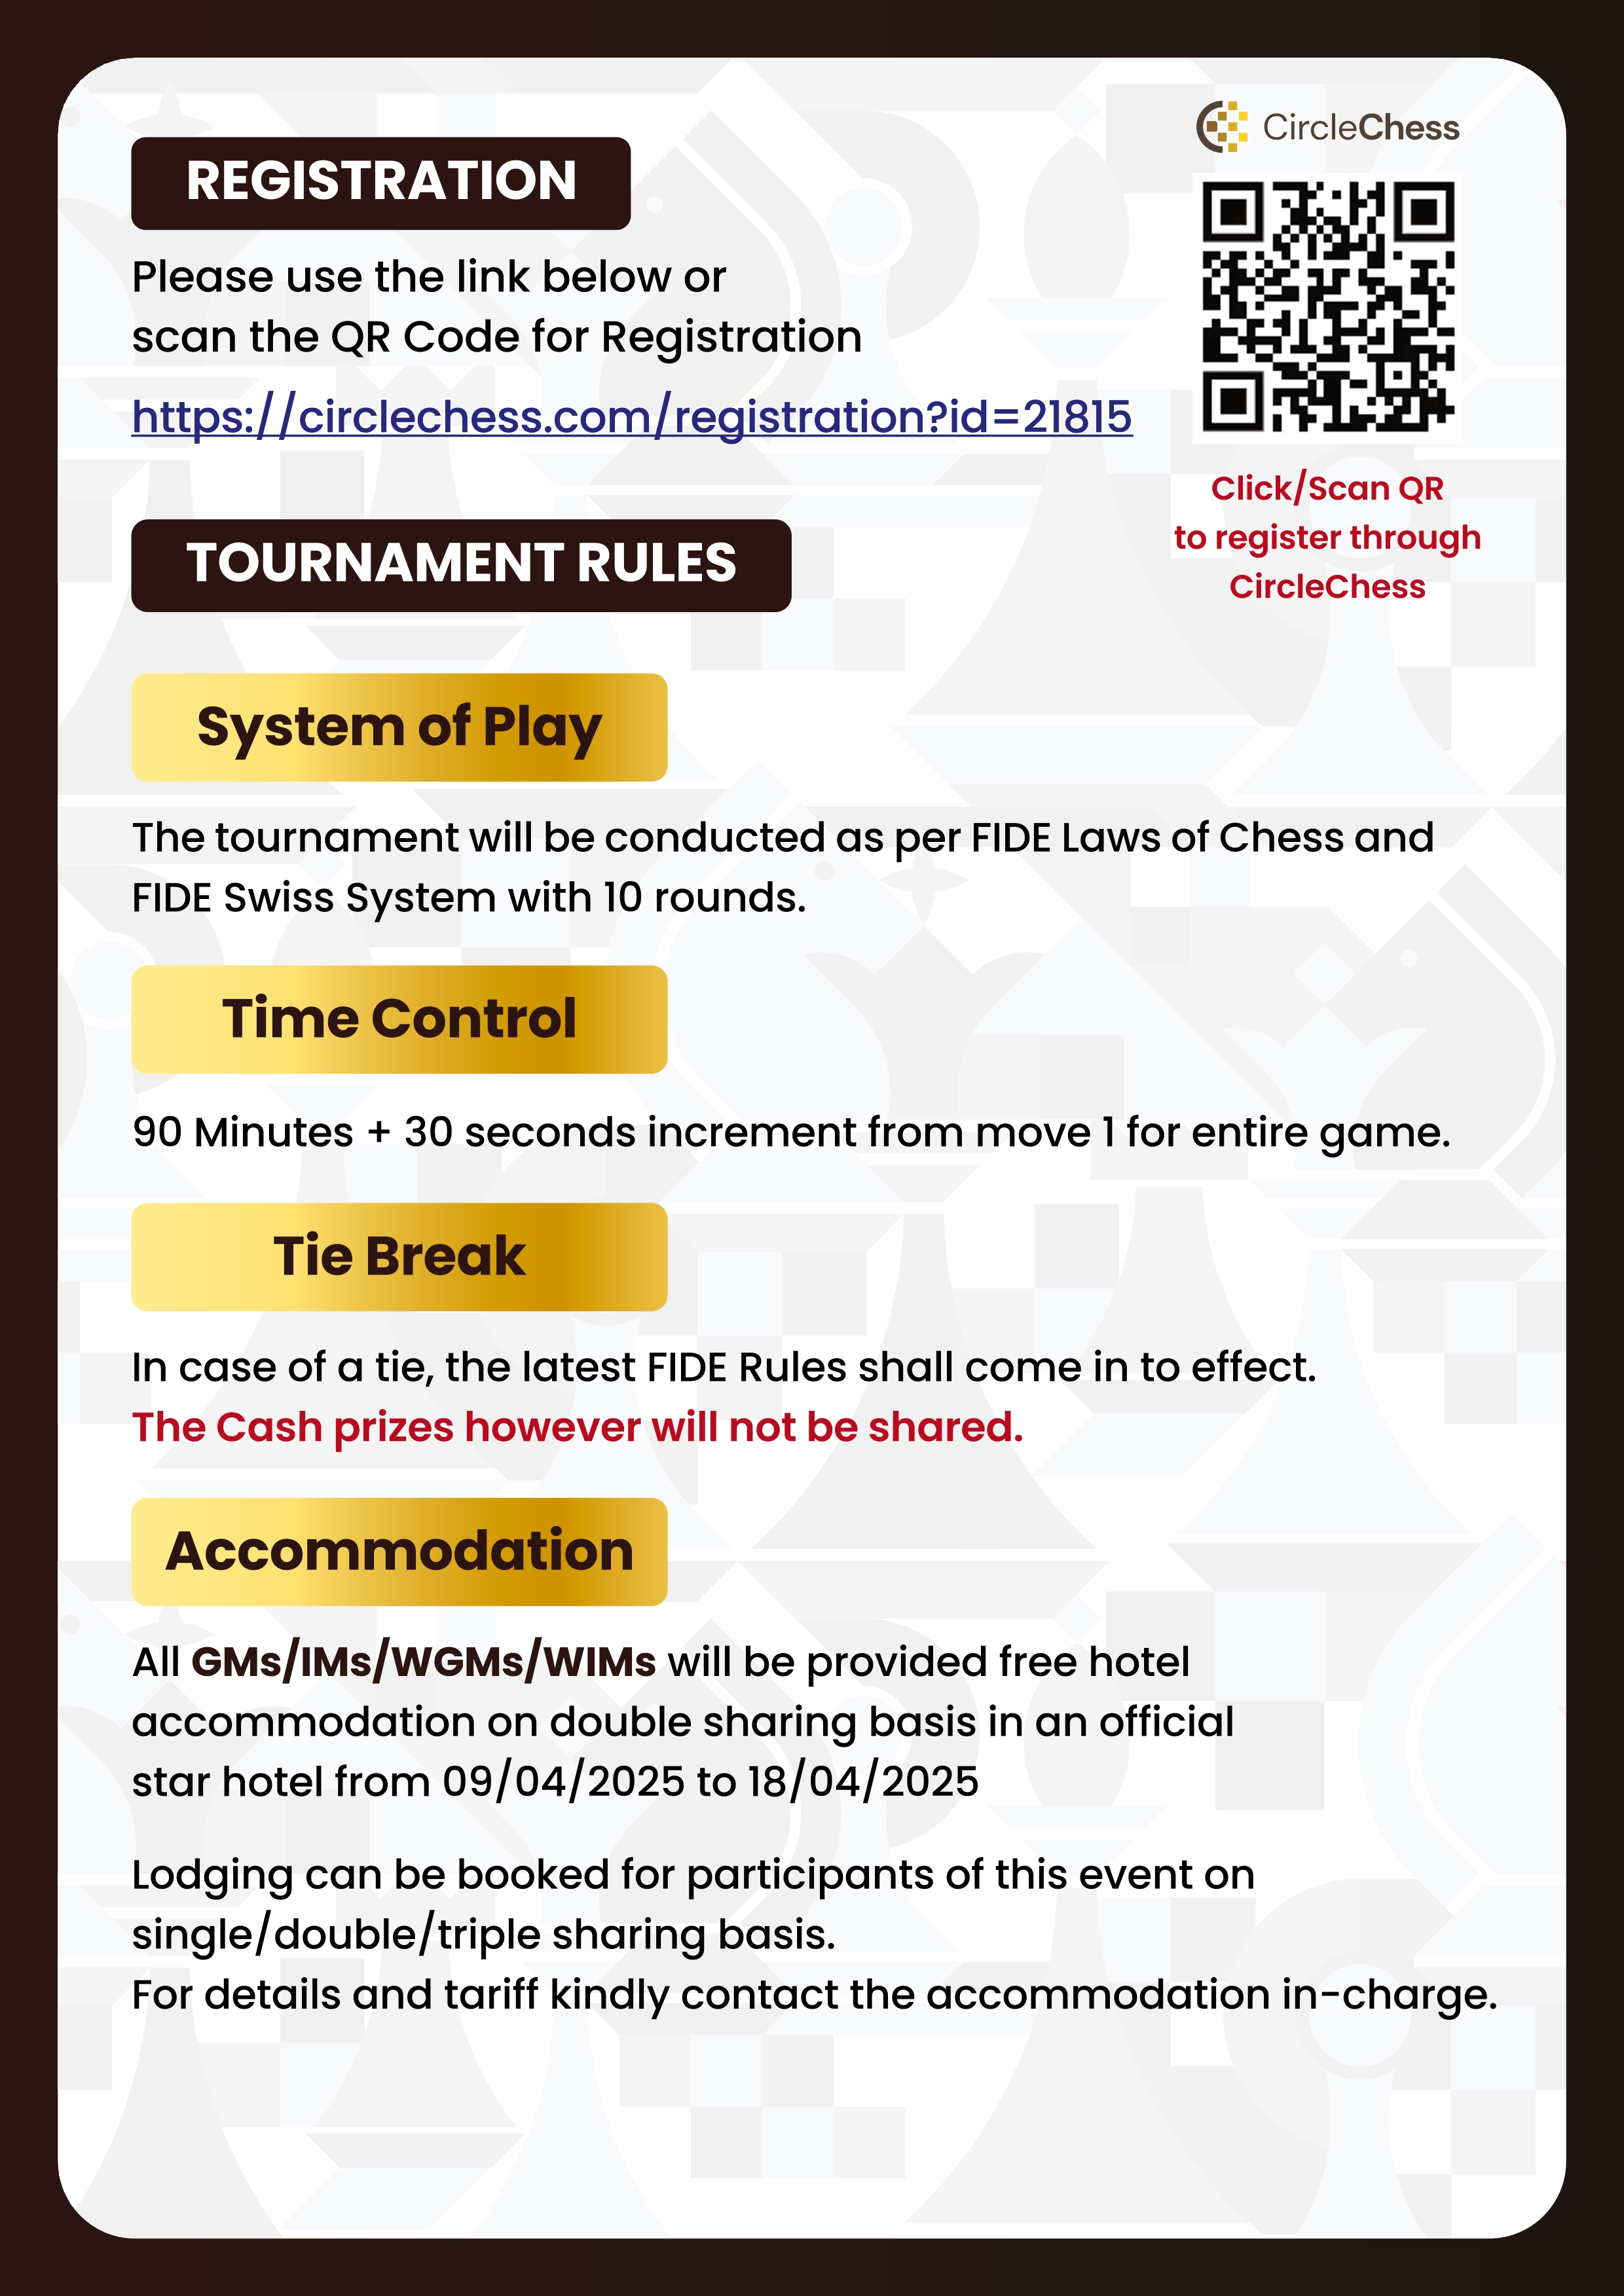 CircleChess
REGISTRATION
Please use the link below or
scan the QR Code for Registration
https://circlechess.com/registration?id=21815
Click/Scan QR
to register through
CircleChess
TOURNAMENT RULES
System of Play
The tournament will be conducted as per FIDE Laws of Chess and
FIDE Swiss System with 10 rounds.
Time Control
90 Minutes + 30 seconds increment from move 1 for entire game.
Tie Break
In case of a tie, the latest FIDE Rules shall come in to effect.
The Cash prizes however will not be shared.
Accommodation
All GMs/IMs/WGMs/WIMs will be provided free hotel
accommodation on double sharing basis in an official
star hotel from 09/04/2025 to 18/04/2025
Lodging can be booked for participants of this event on
single/double/triple sharing basis.
For details and tariff kindly contact the accommodation in-charge.